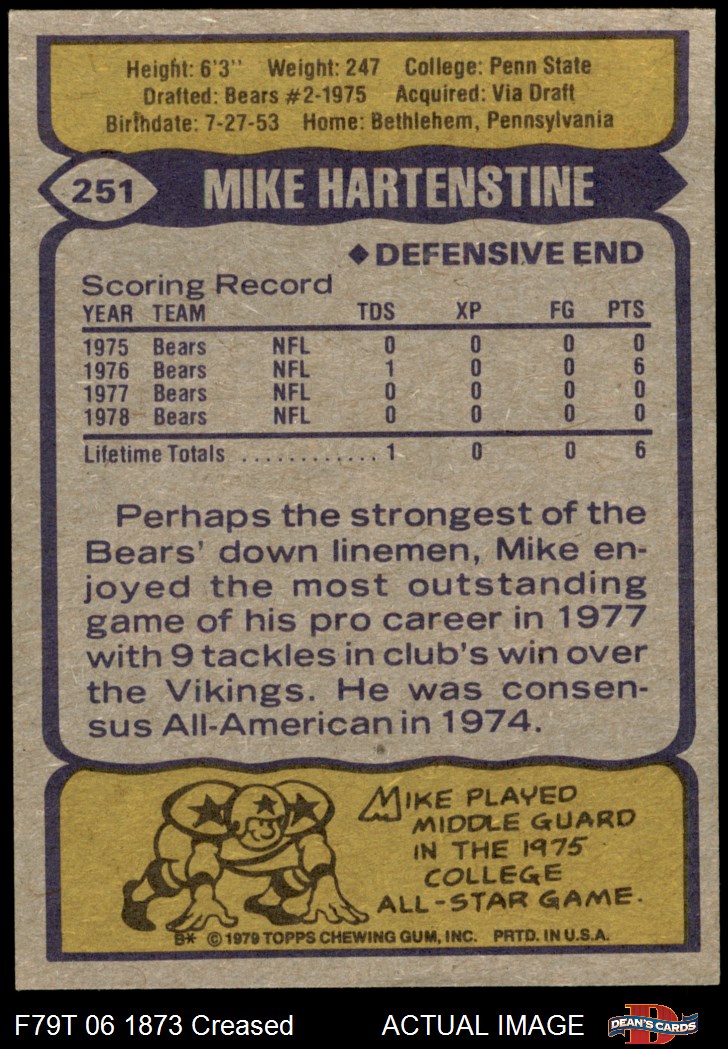 Height: 6'3'' Weight: 247 College: Penn State
Drafted: Bears #2-1975 Acquired: Via Draft
Birthdate: 7-27-53 Home: Bethlehem, Pennsylvania
251 MIKE HARTENSTINE
◆ DEFENSIVE END
Scoring Record
YEAR TEAM TDS XP FG PTS
1975 Bears NFL 0 0 0 0
1976 Bears NFL 1 0 0 6
1977 Bears NFL 0 0 0 0
1978 Bears NFL 0 0 0 0
Lifetime Totals ............ 1 0 0 6
Perhaps the strongest of the
Bears' down linemen, Mike en-
joyed the most outstanding
game of his pro career in 1977
with 9 tackles in club's win over
the Vikings. He was consen-
sus All-American in 1974.
MIKE PLAYED
MIDDLE GUARD
IN THE 1975
COLLEGE
ALL-STAR GAME.
B* © 1979 TOPPS CHEWING GUM, INC. PRTD. IN U.S.A.
F79T 06 1873 Creased ACTUAL IMAGE
D
DEAN'S CARDS